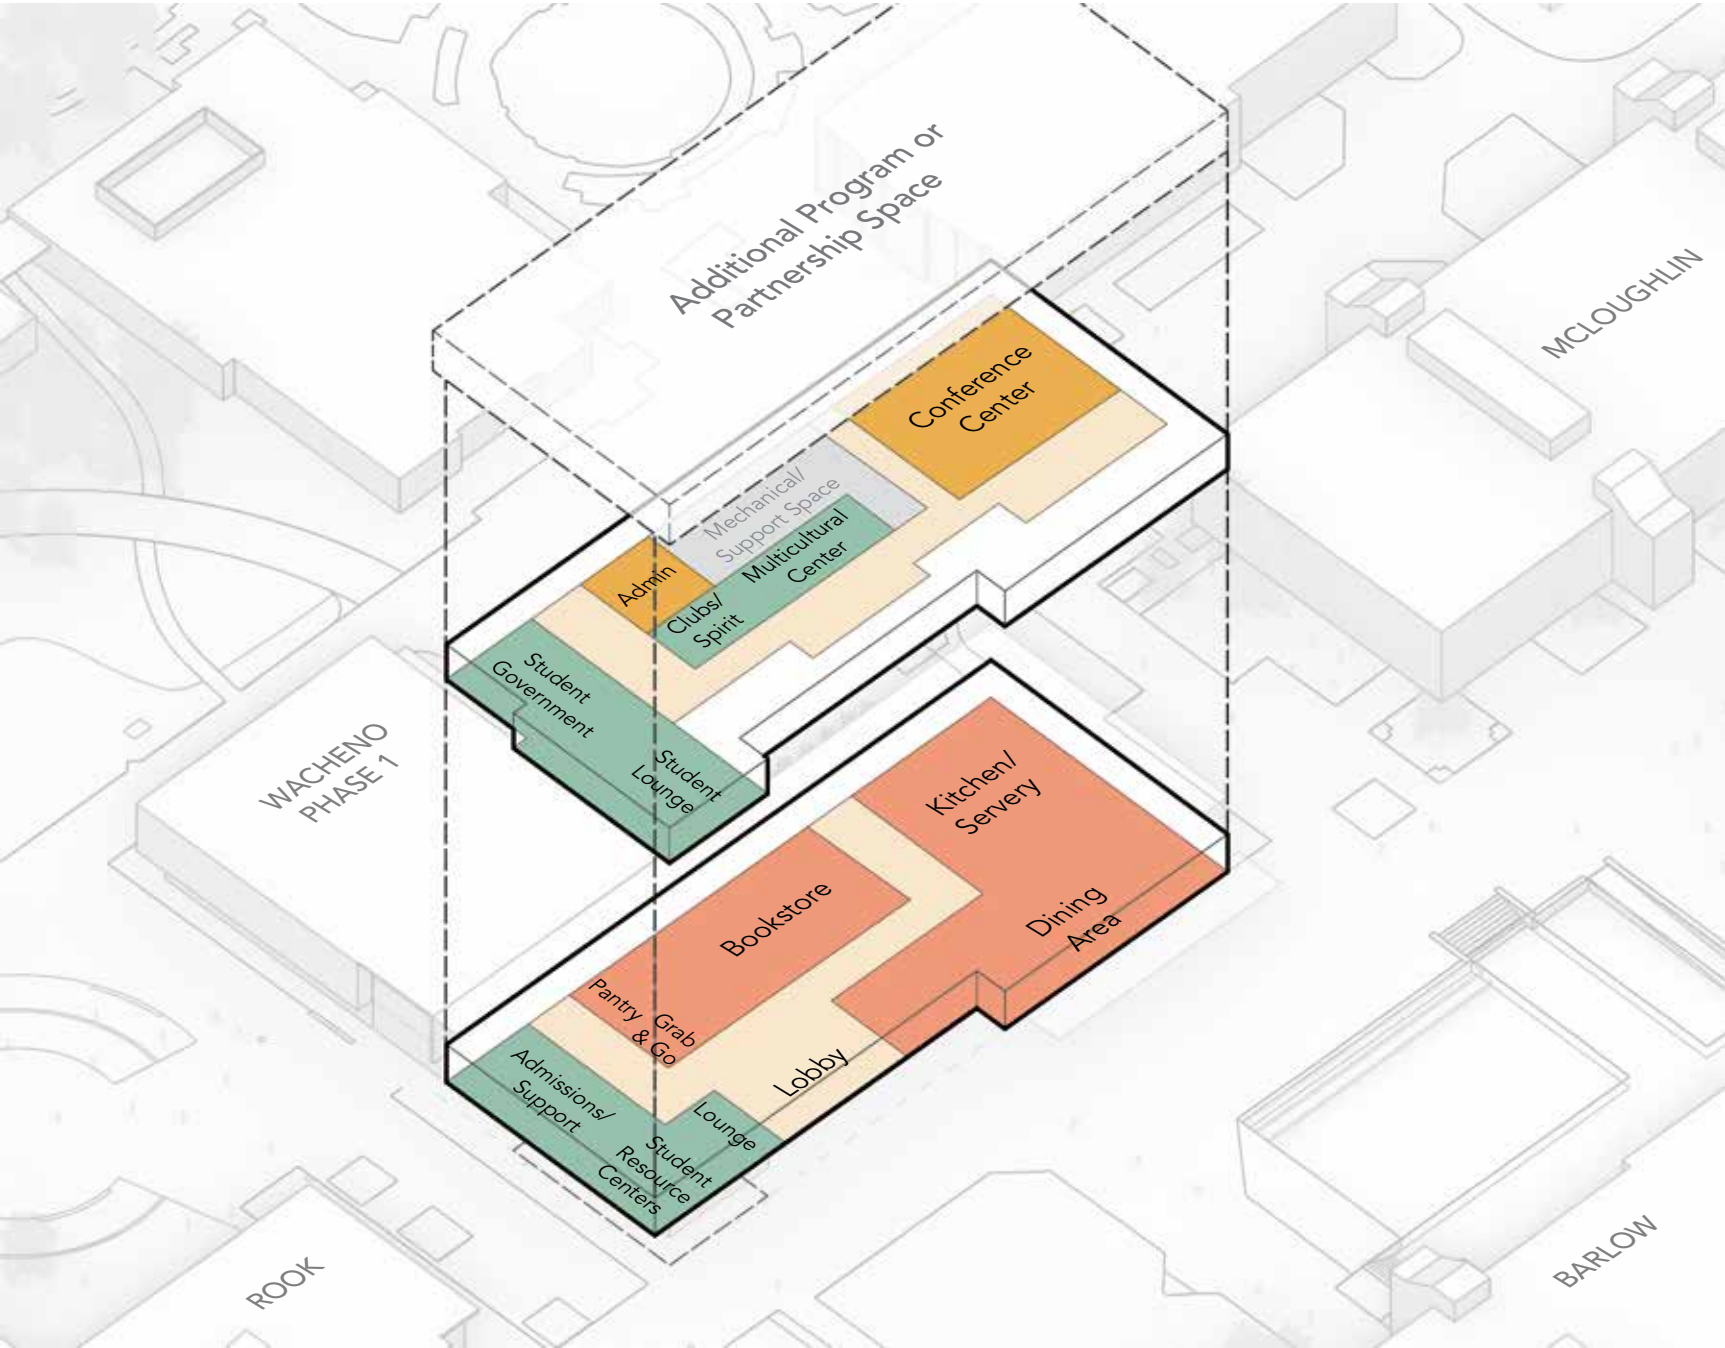 Additional Program or
Partnership Space
MCLOUGHLIN
Conference
Center
Mechanical/
Support Space
Multicultural
Center
Admin
Clubs/
Spirit
Student
Government
Student
Lounge
WACHENO
PHASE 1
Kitchen/
Servery
Dining
Area
Bookstore
Pantry
Grab
& Go
Lobby
Admissions/
Support
Lounge
Student
Resource
Centers
ROOK
BARLOW